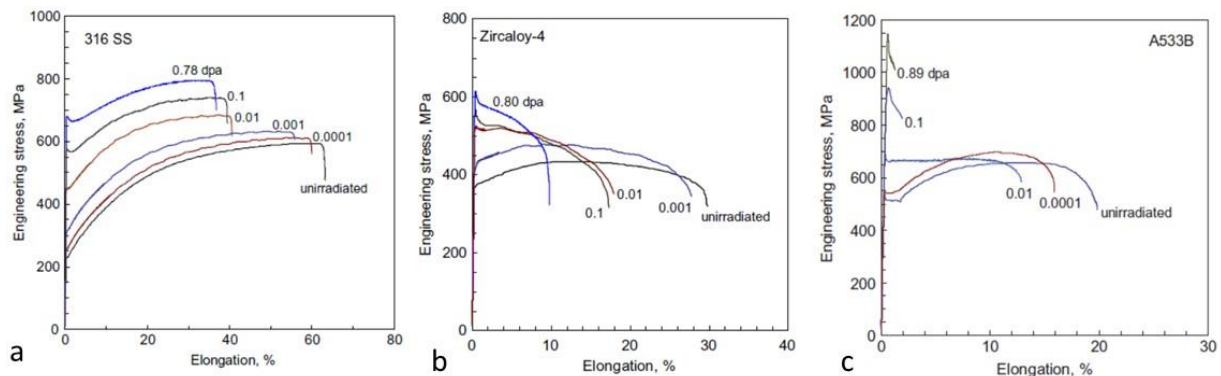 1000
316 SS
800
0.78 dpa
0.1
0.01
600
0.001
0.0001
unirradiated
400
200
0
0 20 40 60 80
Engineering stress, MPa
Elongation, %
a
800
Zircaloy-4
600
0.80 dpa
400
0.01
0.1
0.001
unirradiated
200
0
0 10 20 30 40
Engineering stress, MPa
Elongation, %
b
1200
A533B
1000
0.89 dpa
0.1
800
600
0.01
0.0001
unirradiated
400
200
0
0 10 20 30
Engineering stress, MPa
Elongation, %
c